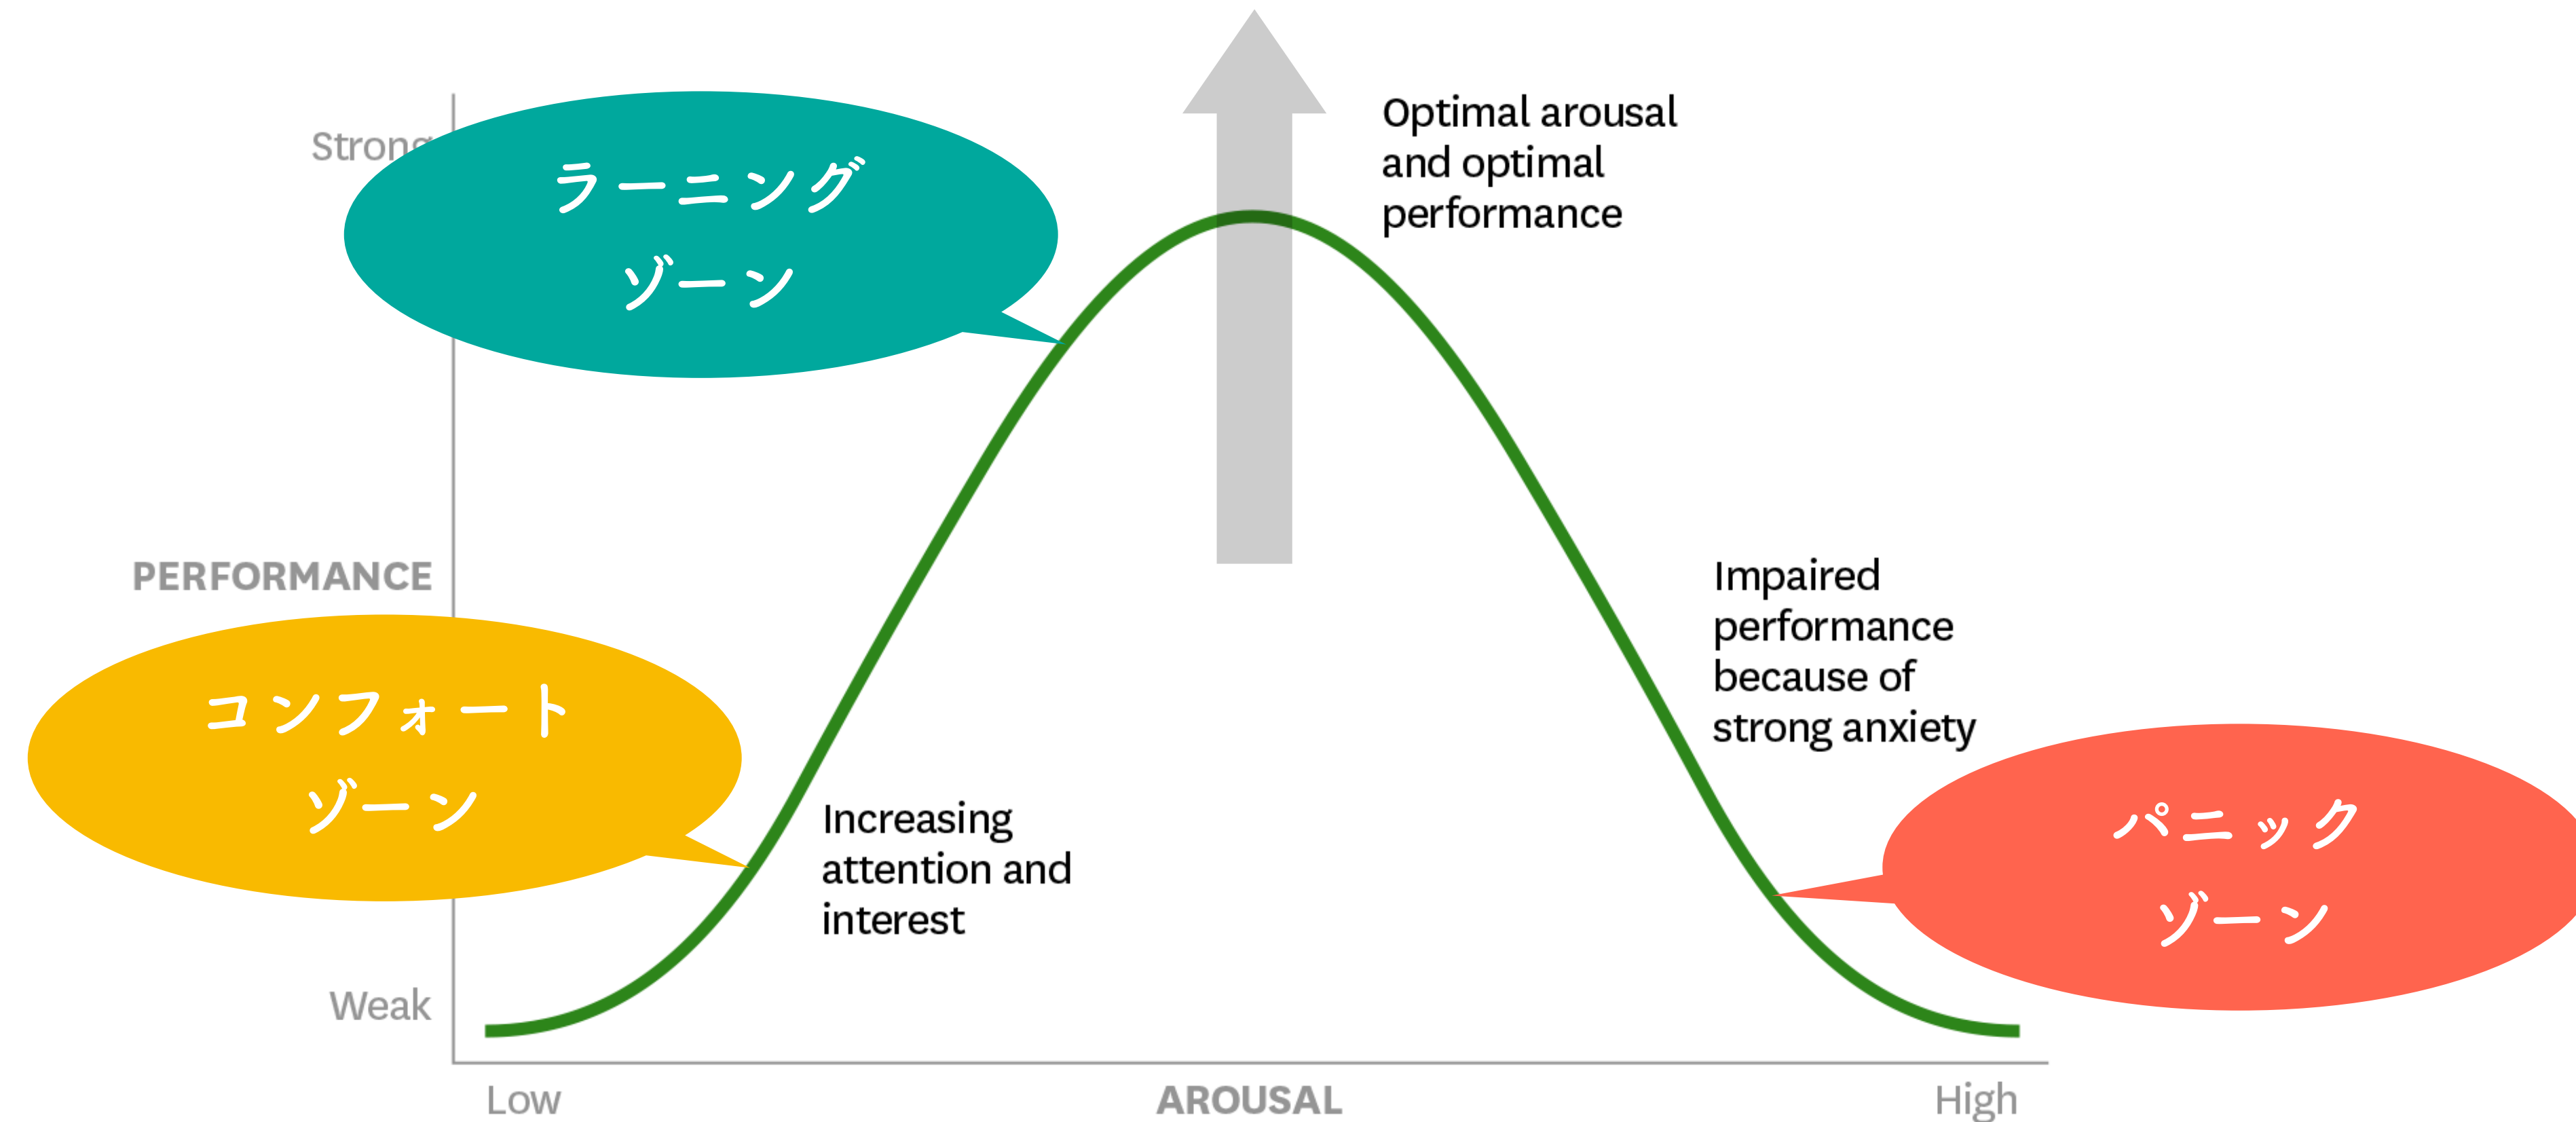 Strong
ラーニング
ゾーン
Optimal arousal
and optimal
performance
PERFORMANCE
コンフォート
ゾーン
Impaired
performance
because of
strong anxiety
Increasing
attention and
interest
パニック
ゾーン
Weak
Low
AROUSAL
High